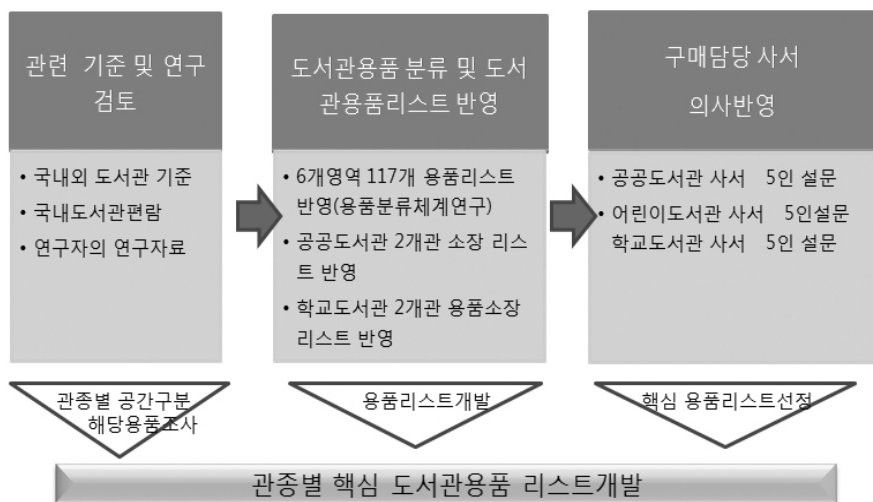 관련 기준 및 연구
검토
• 국내외 도서관 기준
• 국내도서관편람
• 연구자의 연구자료
관종별 공간구분
해당용품조사
도서관용품 분류 및 도서
관용품리스트 반영
• 6개영역 117개 용품리스트
반영(용품분류체계연구)
• 공공도서관 2개관 소장 리스
트 반영
• 학교도서관 2개관 용품소장
리스트 반영
용품리스트개발
구매담당 사서
의사반영
• 공공도서관 사서 5인 설문
• 어린이도서관 사서 5인설문
학교도서관 사서 5인 설문
핵심 용품리스트선정
관종별 핵심 도서관용품 리스트개발